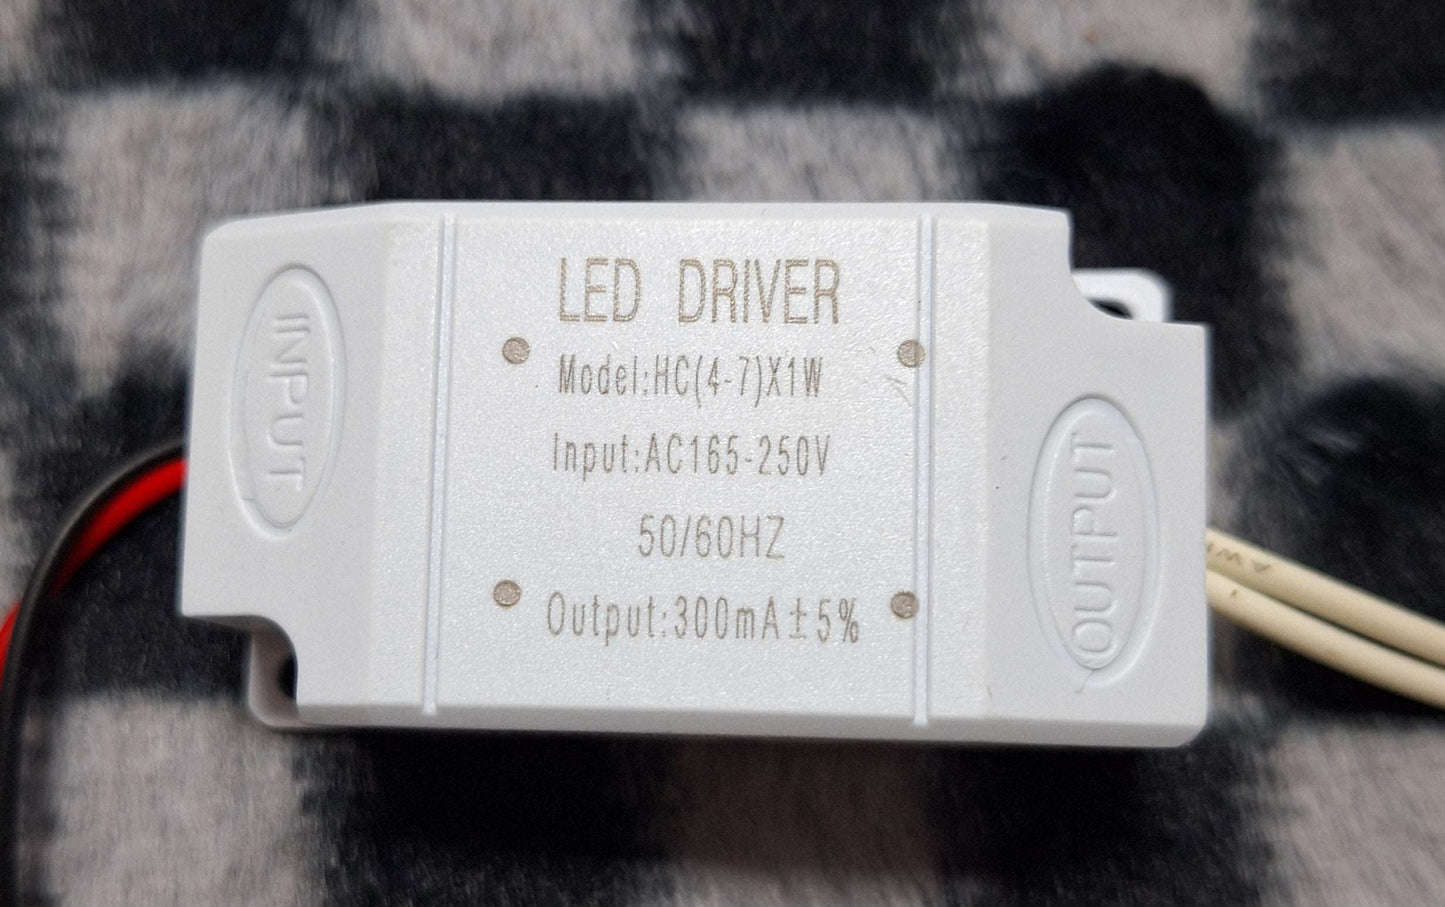 INPUT
LED DRIVER
Model:HC(4-7)X1W
Input:AC165-250V
50/60HZ
Output:300mA±5%
OUTPUT